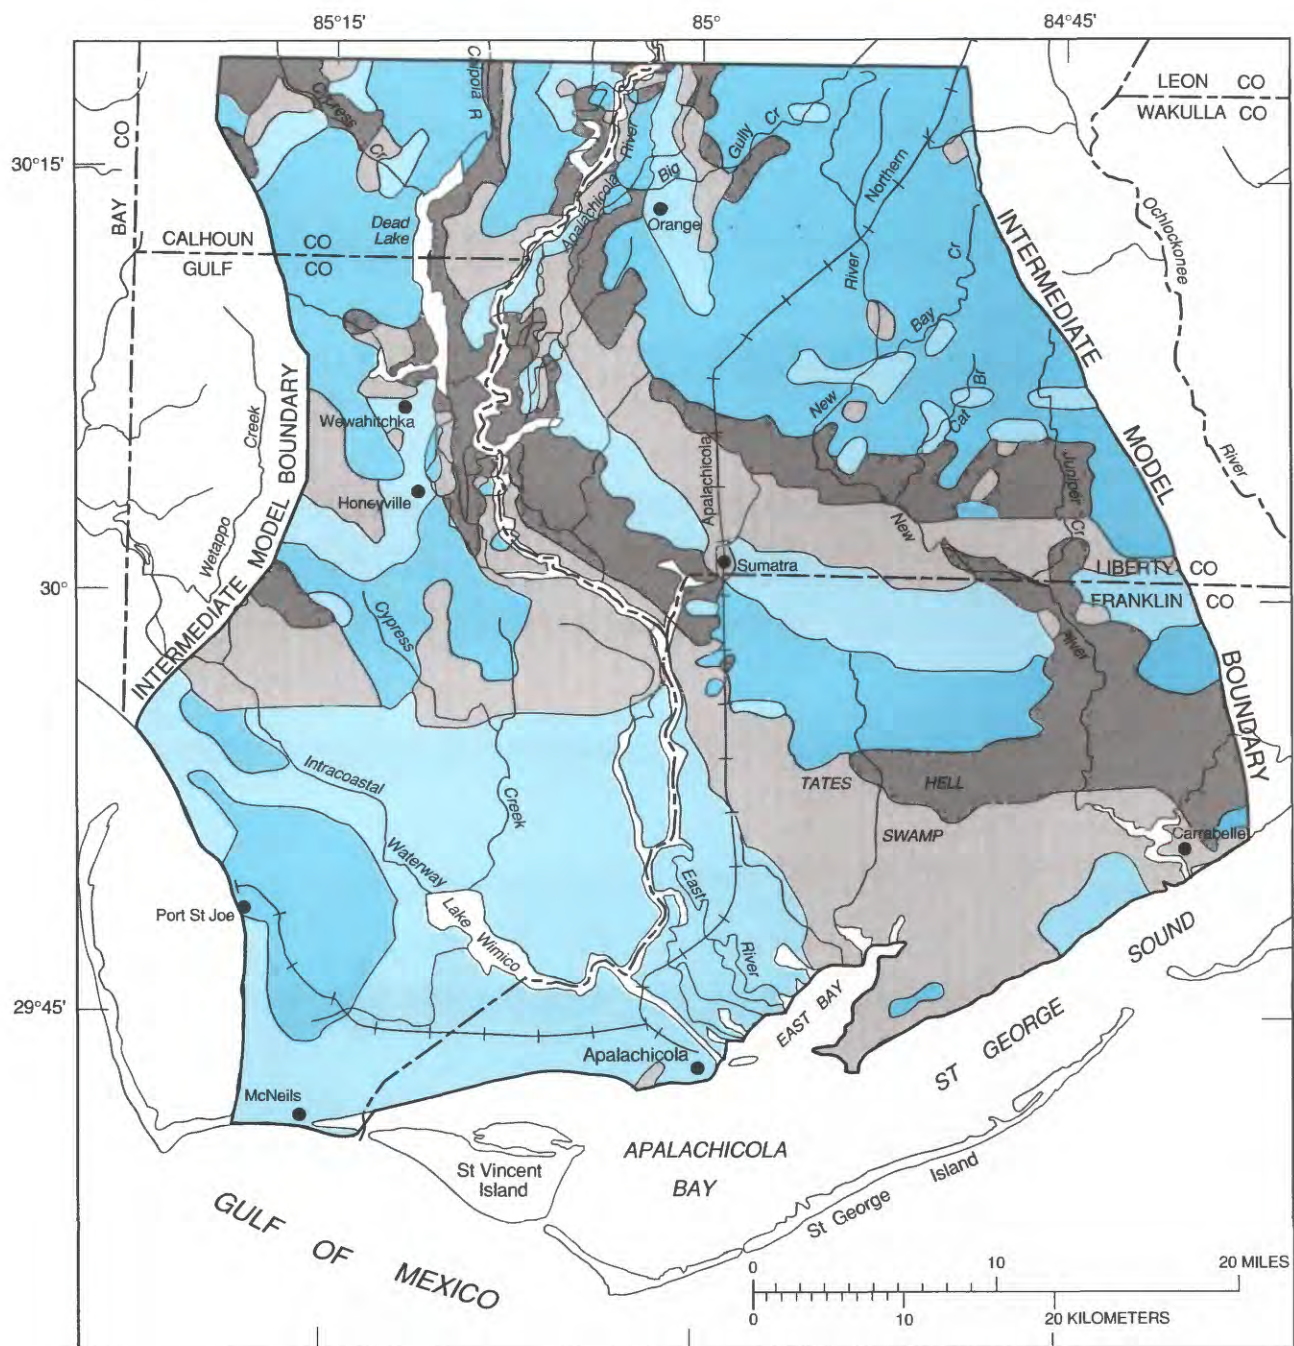 85°15'
85°
84°45'
LEON CO
WAKULLA CO
30°15'
BAY CO
Cypress
Cr
Chipola R
River
Apalachicola
Big
Gully
Cr
Northern
Orange
Dead
Lake
CALHOUN CO
GULF CO
River
Cr
Bay
New
INTERMEDIATE MODEL BOUNDARY
Ochlockonee
River
Cat
Br
Juniper
Cr
Creek
Wetappo
INTERMEDIATE MODEL BOUNDARY
Wewahitchka
Honeyville
Apalachicola
New
Sumatra
30°
LIBERTY CO
FRANKLIN CO
River
Cypress
Creek
Intracoastal
Waterway
TATES HELL
SWAMP
Carrabelle
Port St Joe
Lake Wimico
East
River
29°45'
EAST BAY
ST GEORGE SOUND
Apalachicola
McNeils
St Vincent
Island
APALACHICOLA
BAY
St George Island
GULF OF MEXICO
0 10 20 MILES
0 10 20 KILOMETERS